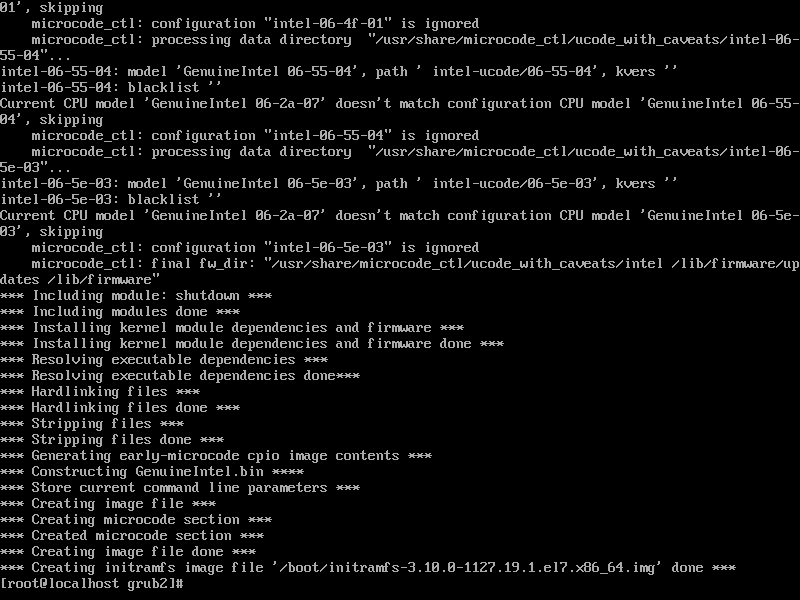 01', skipping
    microcode_ctl: configuration "intel-06-4f-01" is ignored
    microcode_ctl: processing data directory  "/usr/share/microcode_ctl/ucode_with_caveats/intel-06-
55-04"...
intel-06-55-04: model 'GenuineIntel 06-55-04', path ' intel-ucode/06-55-04', kvers ''
intel-06-55-04: blacklist ''
Current CPU model 'GenuineIntel 06-2a-07' doesn't match configuration CPU model 'GenuineIntel 06-55-
04', skipping
    microcode_ctl: configuration "intel-06-55-04" is ignored
    microcode_ctl: processing data directory  "/usr/share/microcode_ctl/ucode_with_caveats/intel-06-
5e-03"...
intel-06-5e-03: model 'GenuineIntel 06-5e-03', path ' intel-ucode/06-5e-03', kvers ''
intel-06-5e-03: blacklist ''
Current CPU model 'GenuineIntel 06-2a-07' doesn't match configuration CPU model 'GenuineIntel 06-5e-
03', skipping
    microcode_ctl: configuration "intel-06-5e-03" is ignored
    microcode_ctl: final fw_dir: "/usr/share/microcode_ctl/ucode_with_caveats/intel /lib/firmware/up
dates /lib/firmware"
*** Including module: shutdown ***
*** Including modules done ***
*** Installing kernel module dependencies and firmware ***
*** Installing kernel module dependencies and firmware done ***
*** Resolving executable dependencies ***
*** Resolving executable dependencies done***
*** Hardlinking files ***
*** Hardlinking files done ***
*** Stripping files ***
*** Stripping files done ***
*** Generating early-microcode cpio image contents ***
*** Constructing GenuineIntel.bin ****
*** Store current command line parameters ***
*** Creating image file ***
*** Creating microcode section ***
*** Created microcode section ***
*** Creating image file done ***
*** Creating initramfs image file '/boot/initramfs-3.10.0-1127.19.1.el7.x86_64.img' done ***
[root@localhost grub2]#